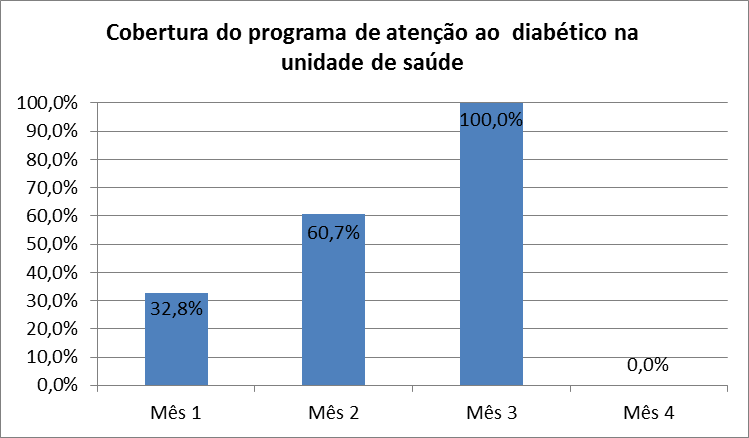 Cobertura do programa de atenção ao  diabético na
unidade de saúde
100,0%
90,0%
80,0%
70,0%
60,0%
50,0%
40,0%
30,0%
20,0%
10,0%
0,0%
32,8%
60,7%
100,0%
0,0%
Mês 1
Mês 2
Mês 3
Mês 4